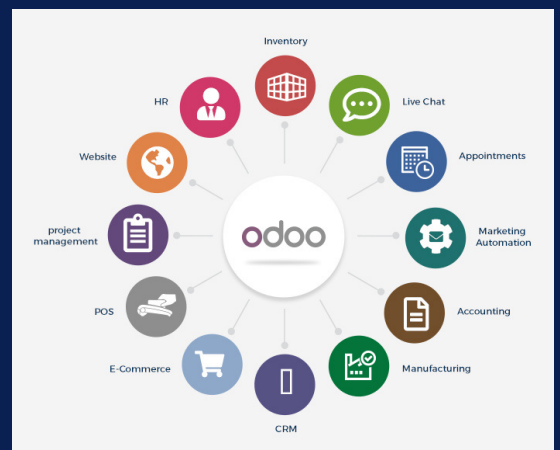 Inventory
HR
Live Chat
Website
Appointments
project
management
odoo
Marketing
Automation
POS
Accounting
E-Commerce
Manufacturing
CRM